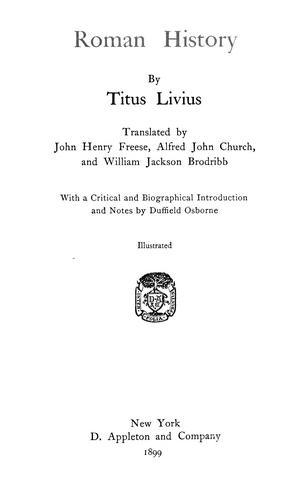 Roman History
By
Titus Livius
Translated by
John Henry Freese, Alfred John Church,
and William Jackson Brodribb
With a Critical and Biographical Introduction
and Notes by Duffield Osborne
Illustrated
New York
D. Appleton and Company
1899